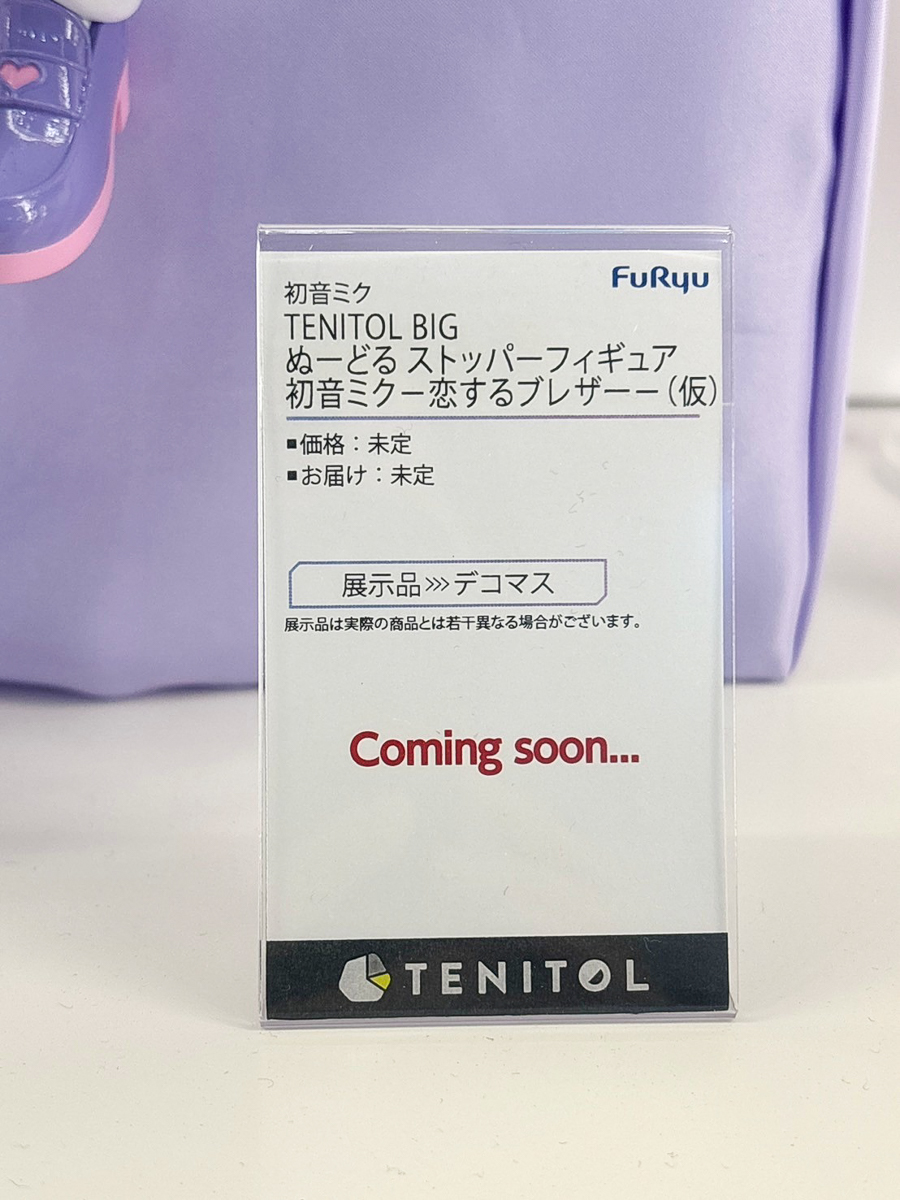 FuRyu
初音ミク
TENITOL BIG
ぬーどる ストッパーフィギュア
初音ミクー恋するブレザーー(仮)
■価格：未定
■お届け：未定
展示品>>>デコマス
展示品は実際の商品とは若干異なる場合がございます。
Coming soon...
TENITOL